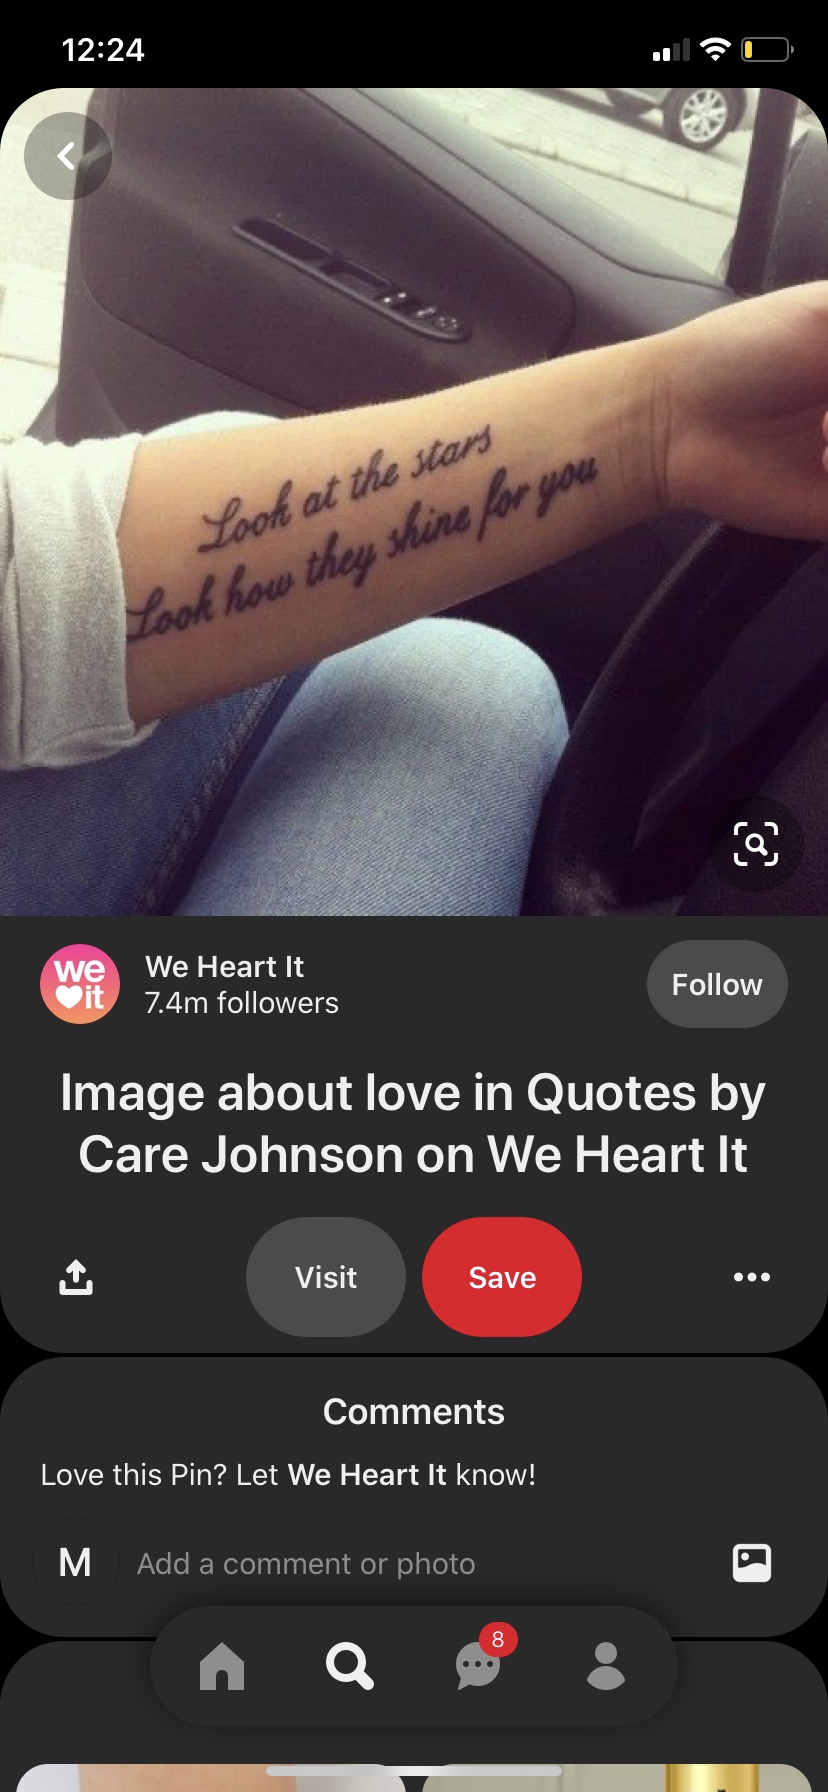 12:24
Look at the stars
Look how they shine for you
we
it
We Heart It
7.4m followers
Follow
Image about love in Quotes by
Care Johnson on We Heart It
Visit
Save
Comments
Love this Pin? Let We Heart It know!
M
Add a comment or photo
8